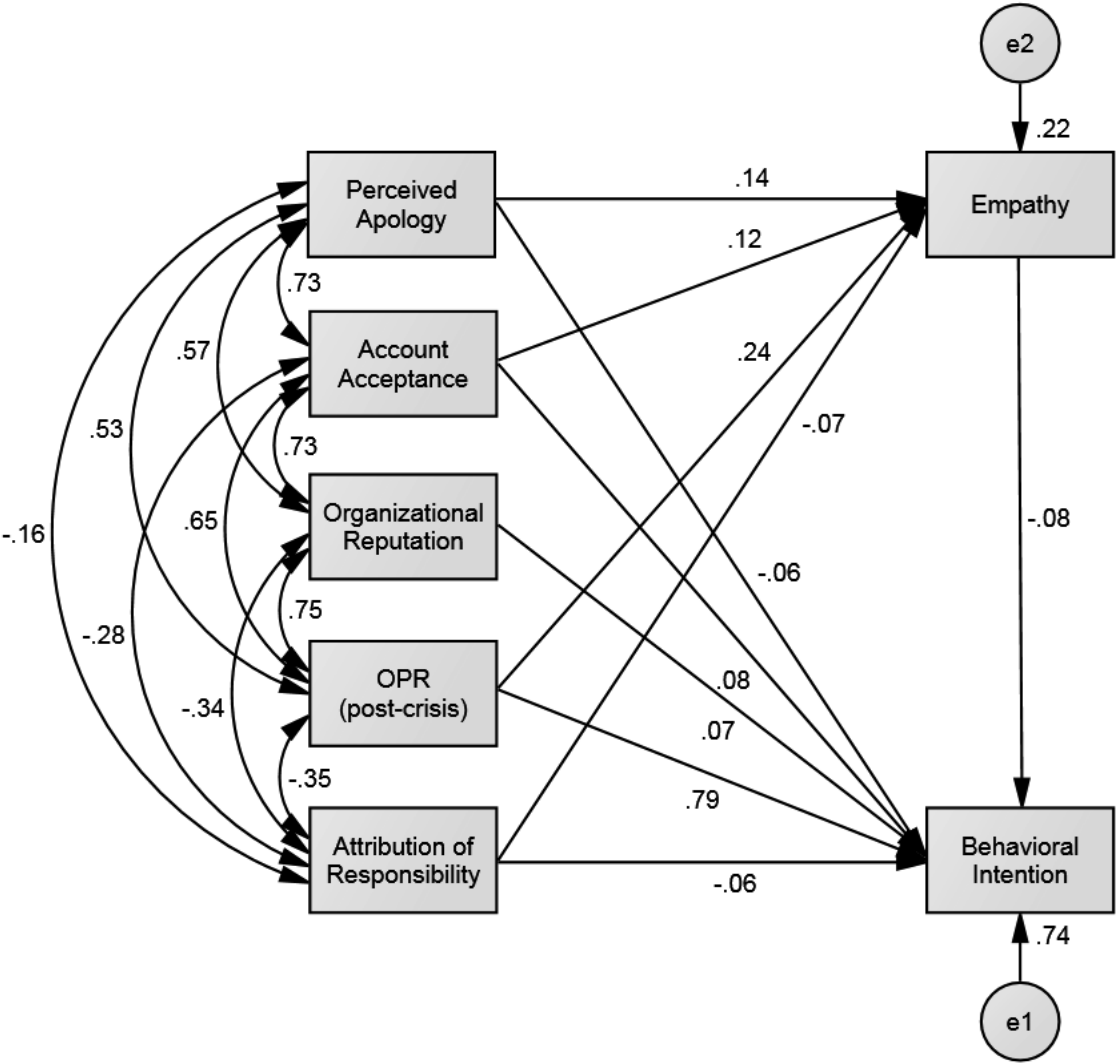 e2
.22
Perceived
Apology
.14
Empathy
.12
.73
Account
Acceptance
.57
.24
-.07
.53
.73
Organizational
Reputation
.65
-.16
-.08
-.06
.75
-.28
OPR
(post-crisis)
.08
-.34
.07
-.35
.79
Attribution of
Responsibility
Behavioral
Intention
-.06
.74
e1